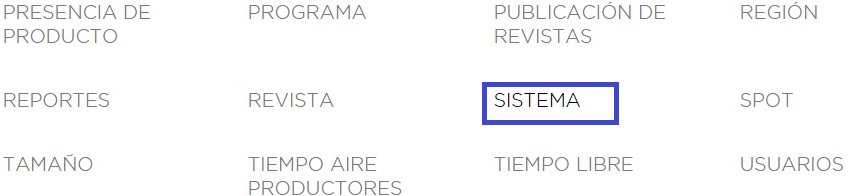 PRESENCIA DE
PRODUCTO
PROGRAMA
PUBLICACIÓN DE
REVISTAS
REGIÓN
REPORTES
REVISTA
SISTEMA
SPOT
TAMAÑO
TIEMPO AIRE
PRODUCTORES
TIEMPO LIBRE
USUARIOS